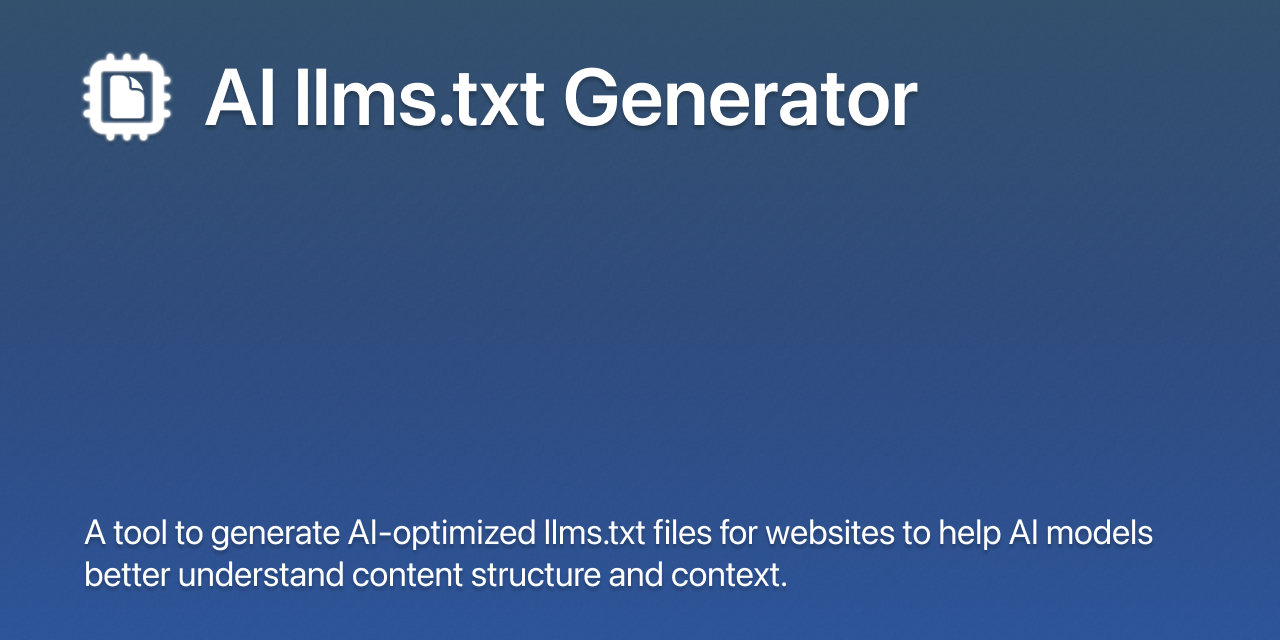 AI llms.txt Generator
A tool to generate AI-optimized llms.txt files for websites to help AI models
better understand content structure and context.